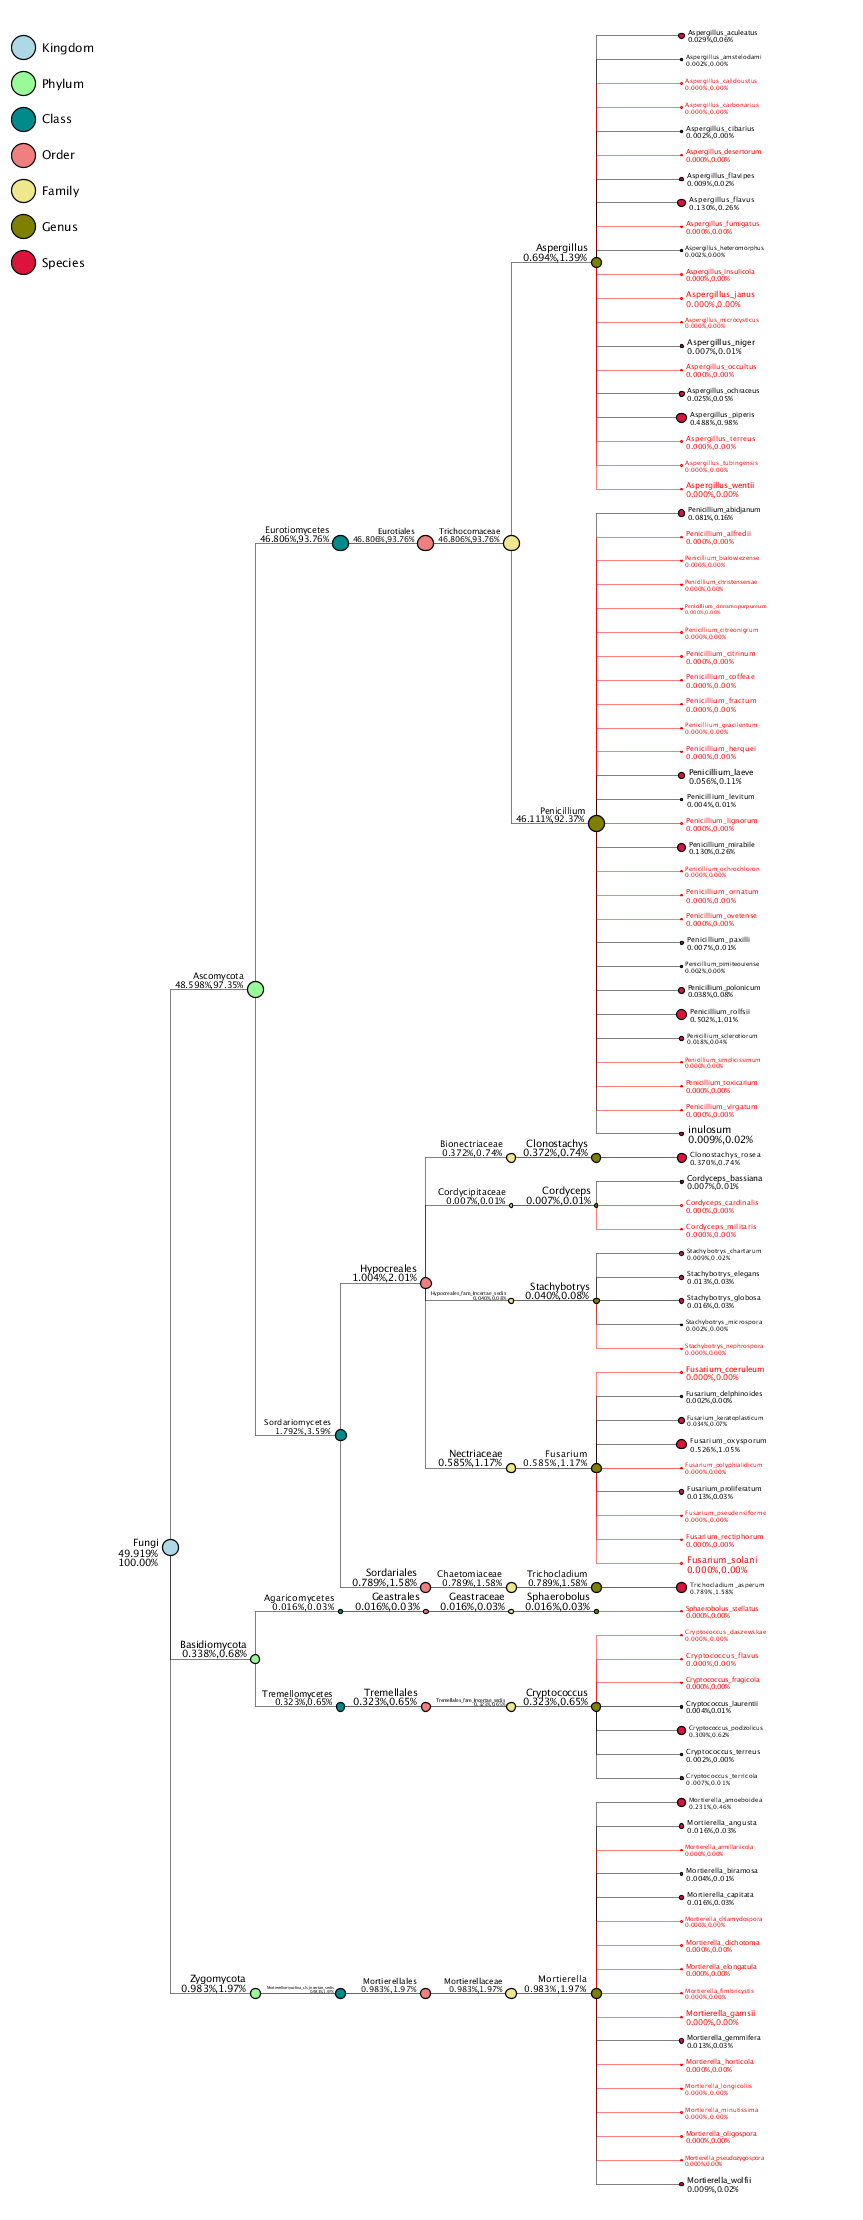 Kingdom
Phylum
Class
Order
Family
Genus
Species
Fungi
49.919%
100.00%
Ascomycota
48.598%,97.35%
Eurotiomycetes
46.806%,93.76%
Eurotiales
46.806%,93.76%
Trichocomaceae
46.806%,93.76%
Aspergillus
0.694%,1.39%
Aspergillus_aculeatus
0.029%,0.06%
Aspergillus_amstelodami
0.002%,0.00%
Aspergillus_calidoustus
0.000%,0.00%
Aspergillus_carbonarius
0.000%,0.00%
Aspergillus_cibarius
0.002%,0.00%
Aspergillus_desertorum
0.000%,0.00%
Aspergillus_flavipes
0.009%,0.02%
Aspergillus_flavus
0.130%,0.26%
Aspergillus_fumigatus
0.000%,0.00%
Aspergillus_heteromorphus
0.002%,0.00%
Aspergillus_insulicola
0.000%,0.00%
Aspergillus_janus
0.000%,0.00%
Aspergillus_microcysticus
0.000%,0.00%
Aspergillus_niger
0.007%,0.01%
Aspergillus_occultus
0.000%,0.00%
Aspergillus_ochraceus
0.025%,0.05%
Aspergillus_piperis
0.488%,0.98%
Aspergillus_terreus
0.000%,0.00%
Aspergillus_tubingensis
0.000%,0.00%
Aspergillus_wentii
0.000%,0.00%
Penicillium
46.111%,92.37%
Penicillium_abidjanum
0.081%,0.16%
Penicillium_alfredii
0.000%,0.00%
Penicillium_bialowiezense
0.000%,0.00%
Penicillium_christenseniae
0.000%,0.00%
Penicillium_cinnamopurpureum
0.000%,0.00%
Penicillium_citreonigrum
0.000%,0.00%
Penicillium_citrinum
0.000%,0.00%
Penicillium_coffeae
0.000%,0.00%
Penicillium_fractum
0.000%,0.00%
Penicillium_gracilentum
0.000%,0.00%
Penicillium_herquei
0.000%,0.00%
Penicillium_laeve
0.056%,0.11%
Penicillium_levitum
0.004%,0.01%
Penicillium_lignorum
0.000%,0.00%
Penicillium_mirabile
0.130%,0.26%
Penicillium_ochrochloron
0.000%,0.00%
Penicillium_ornatum
0.000%,0.00%
Penicillium_ovetense
0.000%,0.00%
Penicillium_paxilli
0.007%,0.01%
Penicillium_pimiteouiense
0.002%,0.00%
Penicillium_polonicum
0.038%,0.08%
Penicillium_rolfsii
0.502%,1.01%
Penicillium_sclerotiorum
0.018%,0.04%
Penicillium_simplicissimum
0.000%,0.00%
Penicillium_toxicarium
0.000%,0.00%
Penicillium_virgatum
0.000%,0.00%
inulosum
0.009%,0.02%
Sordariomycetes
1.792%,3.59%
Hypocreales
1.004%,2.01%
Bionectriaceae
0.372%,0.74%
Clonostachys
0.372%,0.74%
Clonostachys_rosea
0.370%,0.74%
Cordycipitaceae
0.007%,0.01%
Cordyceps
0.007%,0.01%
Cordyceps_bassiana
0.007%,0.01%
Cordyceps_cardinalis
0.000%,0.00%
Cordyceps_militaris
0.000%,0.00%
Hypocreales_fam_Incertae_sedis
0.040%,0.08%
Stachybotrys
0.040%,0.08%
Stachybotrys_chartarum
0.009%,0.02%
Stachybotrys_elegans
0.013%,0.03%
Stachybotrys_globosa
0.016%,0.03%
Stachybotrys_microspora
0.002%,0.00%
Stachybotrys_nephrospora
0.000%,0.00%
Nectriaceae
0.585%,1.17%
Fusarium
0.585%,1.17%
Fusarium_coeruleum
0.000%,0.00%
Fusarium_delphinoides
0.002%,0.00%
Fusarium_keratoplasticum
0.034%,0.07%
Fusarium_oxysporum
0.526%,1.05%
Fusarium_polyphialidicum
0.000%,0.00%
Fusarium_proliferatum
0.013%,0.03%
Fusarium_pseudensiforme
0.000%,0.00%
Fusarium_rectiphorum
0.000%,0.00%
Fusarium_solani
0.000%,0.00%
Sordariales
0.789%,1.58%
Chaetomiaceae
0.789%,1.58%
Trichocladium
0.789%,1.58%
Trichocladium_asperum
0.789%,1.58%
Basidiomycota
0.338%,0.68%
Agaricomycetes
0.016%,0.03%
Geastrales
0.016%,0.03%
Geastraceae
0.016%,0.03%
Sphaerobolus
0.016%,0.03%
Sphaerobolus_stellatus
0.000%,0.00%
Tremellomycetes
0.323%,0.65%
Tremellales
0.323%,0.65%
Tremellales_fam_Incertae_sedis
0.323%,0.65%
Cryptococcus
0.323%,0.65%
Cryptococcus_daszewskae
0.000%,0.00%
Cryptococcus_flavus
0.000%,0.00%
Cryptococcus_fragicola
0.000%,0.00%
Cryptococcus_laurentii
0.004%,0.01%
Cryptococcus_podzolicus
0.309%,0.62%
Cryptococcus_terreus
0.002%,0.00%
Cryptococcus_terricola
0.007%,0.01%
Zygomycota
0.983%,1.97%
Mortierellomycotina_cls_Incertae_sedis
0.983%,1.97%
Mortierellales
0.983%,1.97%
Mortierellaceae
0.983%,1.97%
Mortierella
0.983%,1.97%
Mortierella_amoeboidea
0.231%,0.46%
Mortierella_angusta
0.016%,0.03%
Mortierella_armillariicola
0.000%,0.00%
Mortierella_biramosa
0.004%,0.01%
Mortierella_capitata
0.016%,0.03%
Mortierella_chlamydospora
0.000%,0.00%
Mortierella_dichotoma
0.000%,0.00%
Mortierella_elongatula
0.000%,0.00%
Mortierella_fimbricystis
0.000%,0.00%
Mortierella_gamsii
0.000%,0.00%
Mortierella_gemmifera
0.013%,0.03%
Mortierella_horticola
0.000%,0.00%
Mortierella_longicollis
0.000%,0.00%
Mortierella_minutissima
0.000%,0.00%
Mortierella_oligospora
0.000%,0.00%
Mortierella_pseudozygospora
0.000%,0.00%
Mortierella_wolfii
0.009%,0.02%